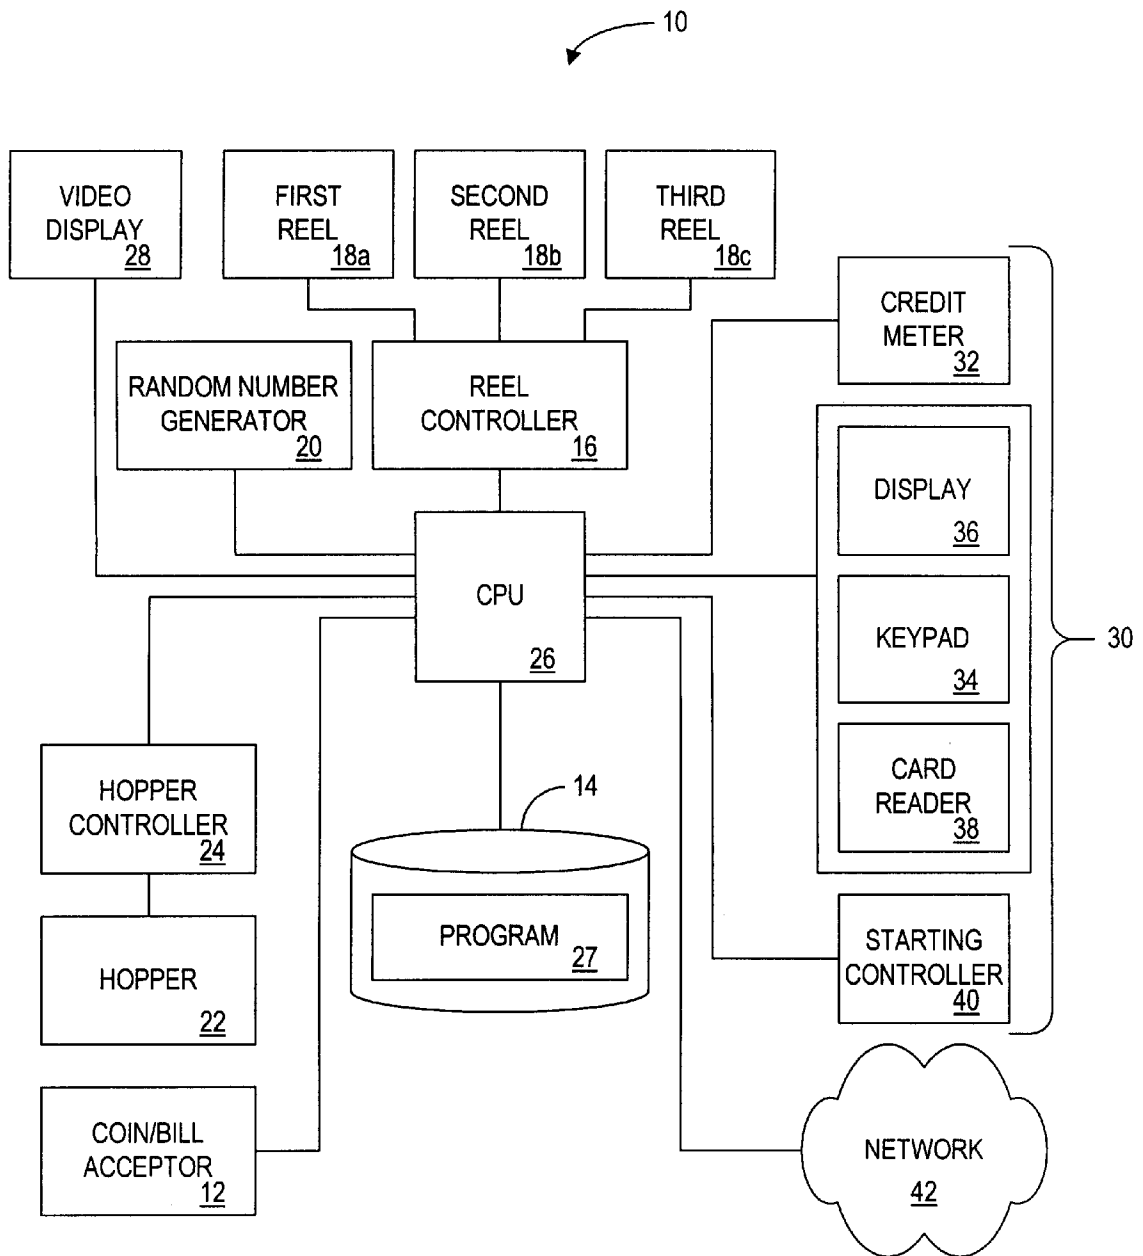 10
VIDEO
DISPLAY
28
FIRST
REEL
18a
SECOND
REEL
18b
THIRD
REEL
18c
CREDIT
METER
32
RANDOM NUMBER
GENERATOR
20
REEL
CONTROLLER
16
DISPLAY
36
CPU
26
KEYPAD
34
30
CARD
READER
38
HOPPER
CONTROLLER
24
14
PROGRAM
27
HOPPER
22
STARTING
CONTROLLER
40
COIN/BILL
ACCEPTOR
12
NETWORK
42